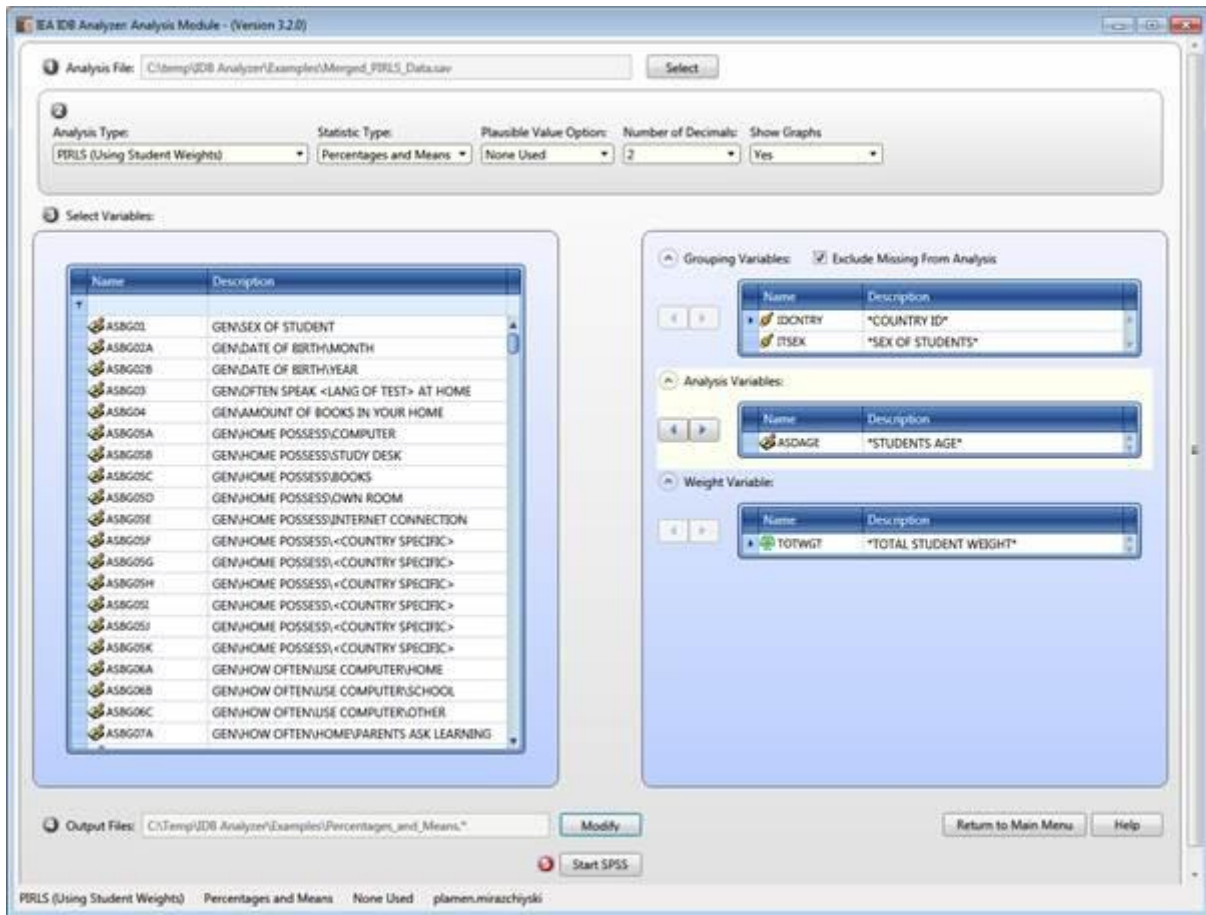 IEA IDB Analyzer: Analysis Module - (Version 3.2.0)
1 Analysis File: C:\temp\IDB Analyzer\Examples\Merged_PIRLS_Data.sav Select
2
Analysis Type: Statistic Type: Plausible Value Option: Number of Decimals: Show Graphs
PIRLS (Using Student Weights) Percentages and Means None Used 2 Yes
3 Select Variables:
Name Description
ASBG01 GEN\SEX OF STUDENT
ASBG02A GEN\DATE OF BIRTH\MONTH
ASBG02B GEN\DATE OF BIRTH\YEAR
ASBG03 GEN\OFTEN SPEAK <LANG OF TEST> AT HOME
ASBG04 GEN\AMOUNT OF BOOKS IN YOUR HOME
ASBG05A GEN\HOME POSSESS\COMPUTER
ASBG05B GEN\HOME POSSESS\STUDY DESK
ASBG05C GEN\HOME POSSESS\BOOKS
ASBG05D GEN\HOME POSSESS\OWN ROOM
ASBG05E GEN\HOME POSSESS\INTERNET CONNECTION
ASBG05F GEN\HOME POSSESS\<COUNTRY SPECIFIC>
ASBG05G GEN\HOME POSSESS\<COUNTRY SPECIFIC>
ASBG05H GEN\HOME POSSESS\<COUNTRY SPECIFIC>
ASBG05I GEN\HOME POSSESS\<COUNTRY SPECIFIC>
ASBG05J GEN\HOME POSSESS\<COUNTRY SPECIFIC>
ASBG05K GEN\HOME POSSESS\<COUNTRY SPECIFIC>
ASBG06A GEN\HOW OFTEN\USE COMPUTER\HOME
ASBG06B GEN\HOW OFTEN\USE COMPUTER\SCHOOL
ASBG06C GEN\HOW OFTEN\USE COMPUTER\OTHER
ASBG07A GEN\HOW OFTEN\HOME\PARENTS ASK LEARNING
Grouping Variables: Exclude Missing From Analysis
Name Description
IDCNTRY *COUNTRY ID*
ITSEX *SEX OF STUDENTS*
Analysis Variables:
Name Description
ASDAGE *STUDENTS AGE*
Weight Variable:
Name Description
TOTWGT *TOTAL STUDENT WEIGHT*
Output Files: C:\Temp\IDB Analyzer\Examples\Percentages_and_Means.* Modify Return to Main Menu Help
Start SPSS
PIRLS (Using Student Weights) Percentages and Means None Used plamen.mirazchiyski